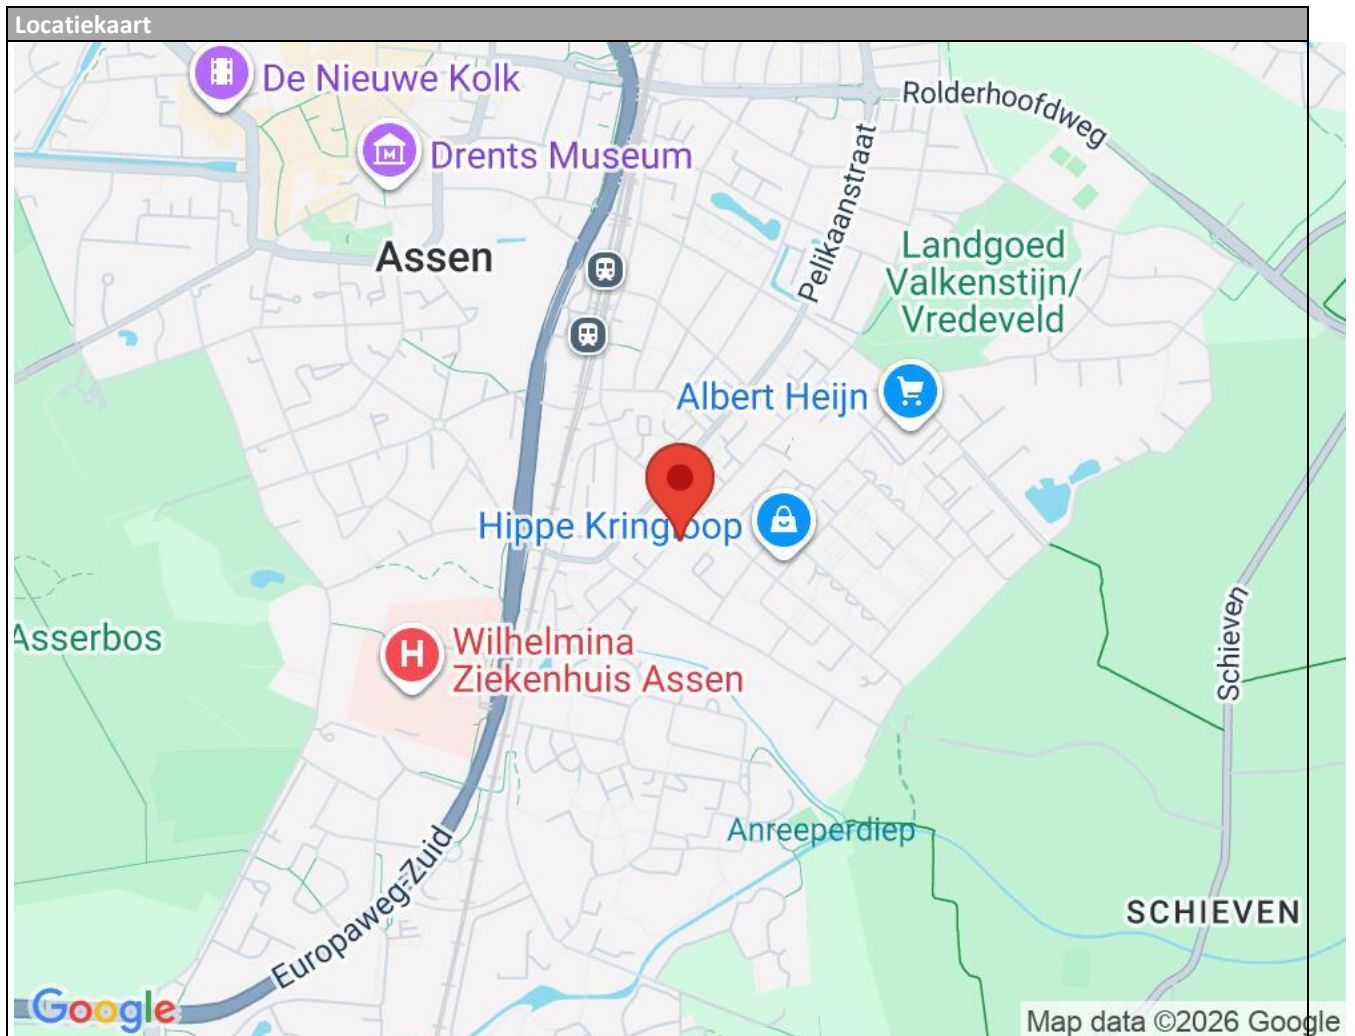 Locatiekaart
De Nieuwe Kolk
Rolderhoofdweg
Drents Museum
Pelikaanstraat
Assen
Landgoed
Valkenstijn/
Vredeveld
Albert Heijn
Hippe Kringloop
Asserbos
H
Wilhelmina
Ziekenhuis Assen
Schieven
Anreeperdiep
Europaweg-Zuid
SCHIEVEN
Google
Map data ©2026 Google